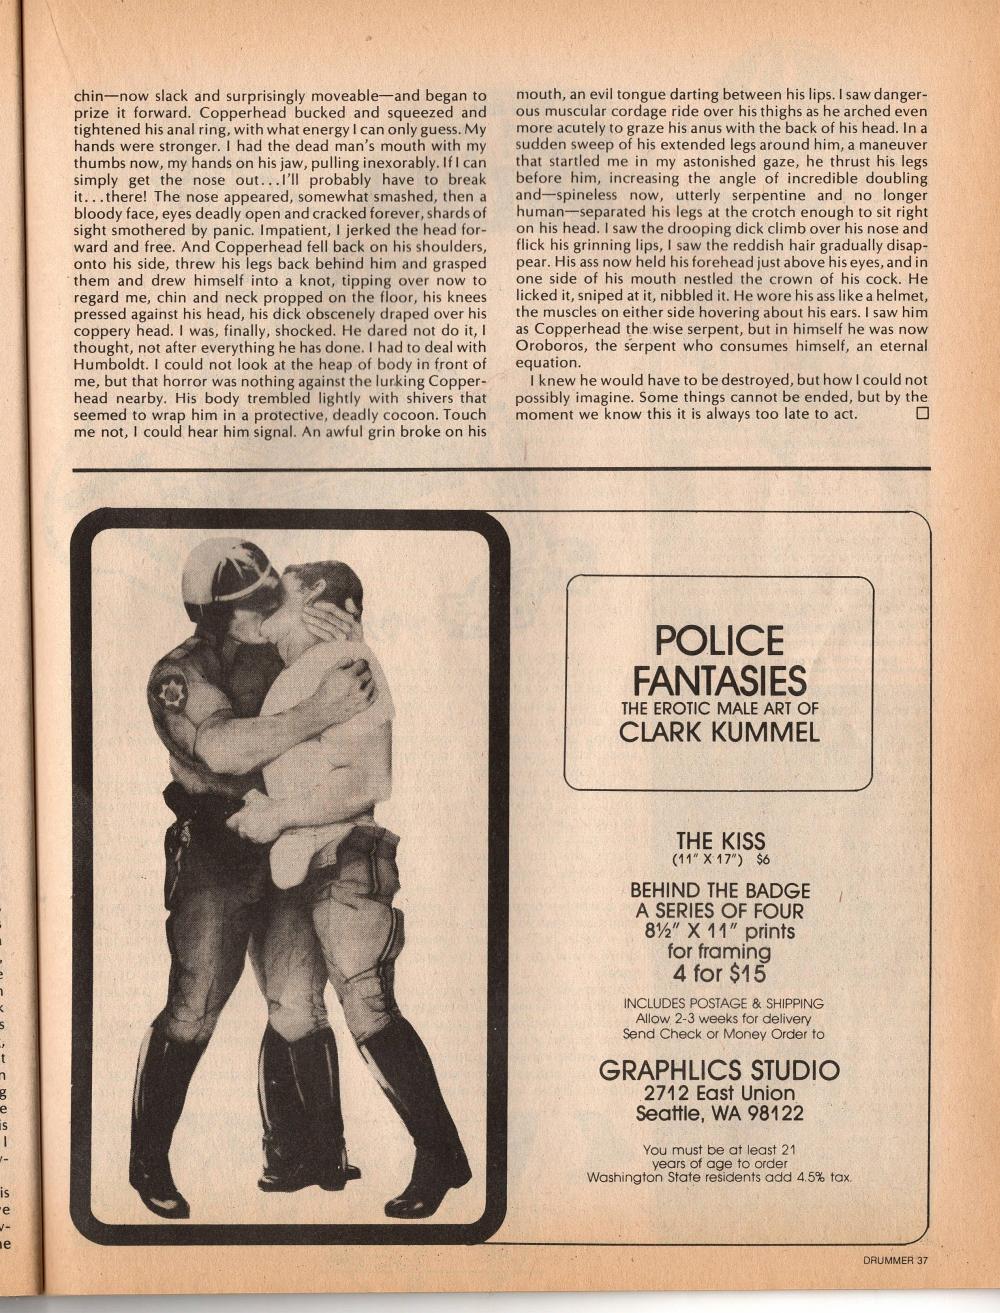 chin—now slack and surprisingly moveable—and began to
prize it forward. Copperhead bucked and squeezed and
tightened his anal ring, with what energy I can only guess. My
hands were stronger. I had the dead man's mouth with my
thumbs now, my hands on his jaw, pulling inexorably. If I can
simply get the nose out...I'll probably have to break
it...there! The nose appeared, somewhat smashed, then a
bloody face, eyes deadly open and cracked forever, shards of
sight smothered by panic. Impatient, I jerked the head for-
ward and free. And Copperhead fell back on his shoulders,
onto his side, threw his legs back behind him and grasped
them and drew himself into a knot, tipping over now to
regard me, chin and neck propped on the floor, his knees
pressed against his head, his dick obscenely draped over his
coppery head. I was, finally, shocked. He dared not do it, I
thought, not after everything he has done. I had to deal with
Humboldt. I could not look at the heap of body in front of
me, but that horror was nothing against the lurking Copper-
head nearby. His body trembled lightly with shivers that
seemed to wrap him in a protective, deadly cocoon. Touch
me not, I could hear him signal. An awful grin broke on his
mouth, an evil tongue darting between his lips. I saw danger-
ous muscular cordage ride over his thighs as he arched even
more acutely to graze his anus with the back of his head. In a
sudden sweep of his extended legs around him, a maneuver
that startled me in my astonished gaze, he thrust his legs
before him, increasing the angle of incredible doubling
and—spineless now, utterly serpentine and no longer
human—separated his legs at the crotch enough to sit right
on his head. I saw the drooping dick climb over his nose and
flick his grinning lips, I saw the reddish hair gradually disap-
pear. His ass now held his forehead just above his eyes, and in
one side of his mouth nestled the crown of his cock. He
licked it, sniped at it, nibbled it. He wore his ass like a helmet,
the muscles on either side hovering about his ears. I saw him
as Copperhead the wise serpent, but in himself he was now
Oroboros, the serpent who consumes himself, an eternal
equation.
I knew he would have to be destroyed, but how I could not
possibly imagine. Some things cannot be ended, but by the
moment we know this it is always too late to act. □
POLICE
FANTASIES
THE EROTIC MALE ART OF
CLARK KUMMEL
THE KISS
(11" X 17") $6
BEHIND THE BADGE
A SERIES OF FOUR
8½" X 11" prints
for framing
4 for $15
INCLUDES POSTAGE & SHIPPING
Allow 2-3 weeks for delivery
Send Check or Money Order to
GRAPHLICS STUDIO
2712 East Union
Seattle, WA 98122
You must be at least 21
years of age to order
Washington State residents add 4.5% tax.
DRUMMER 37